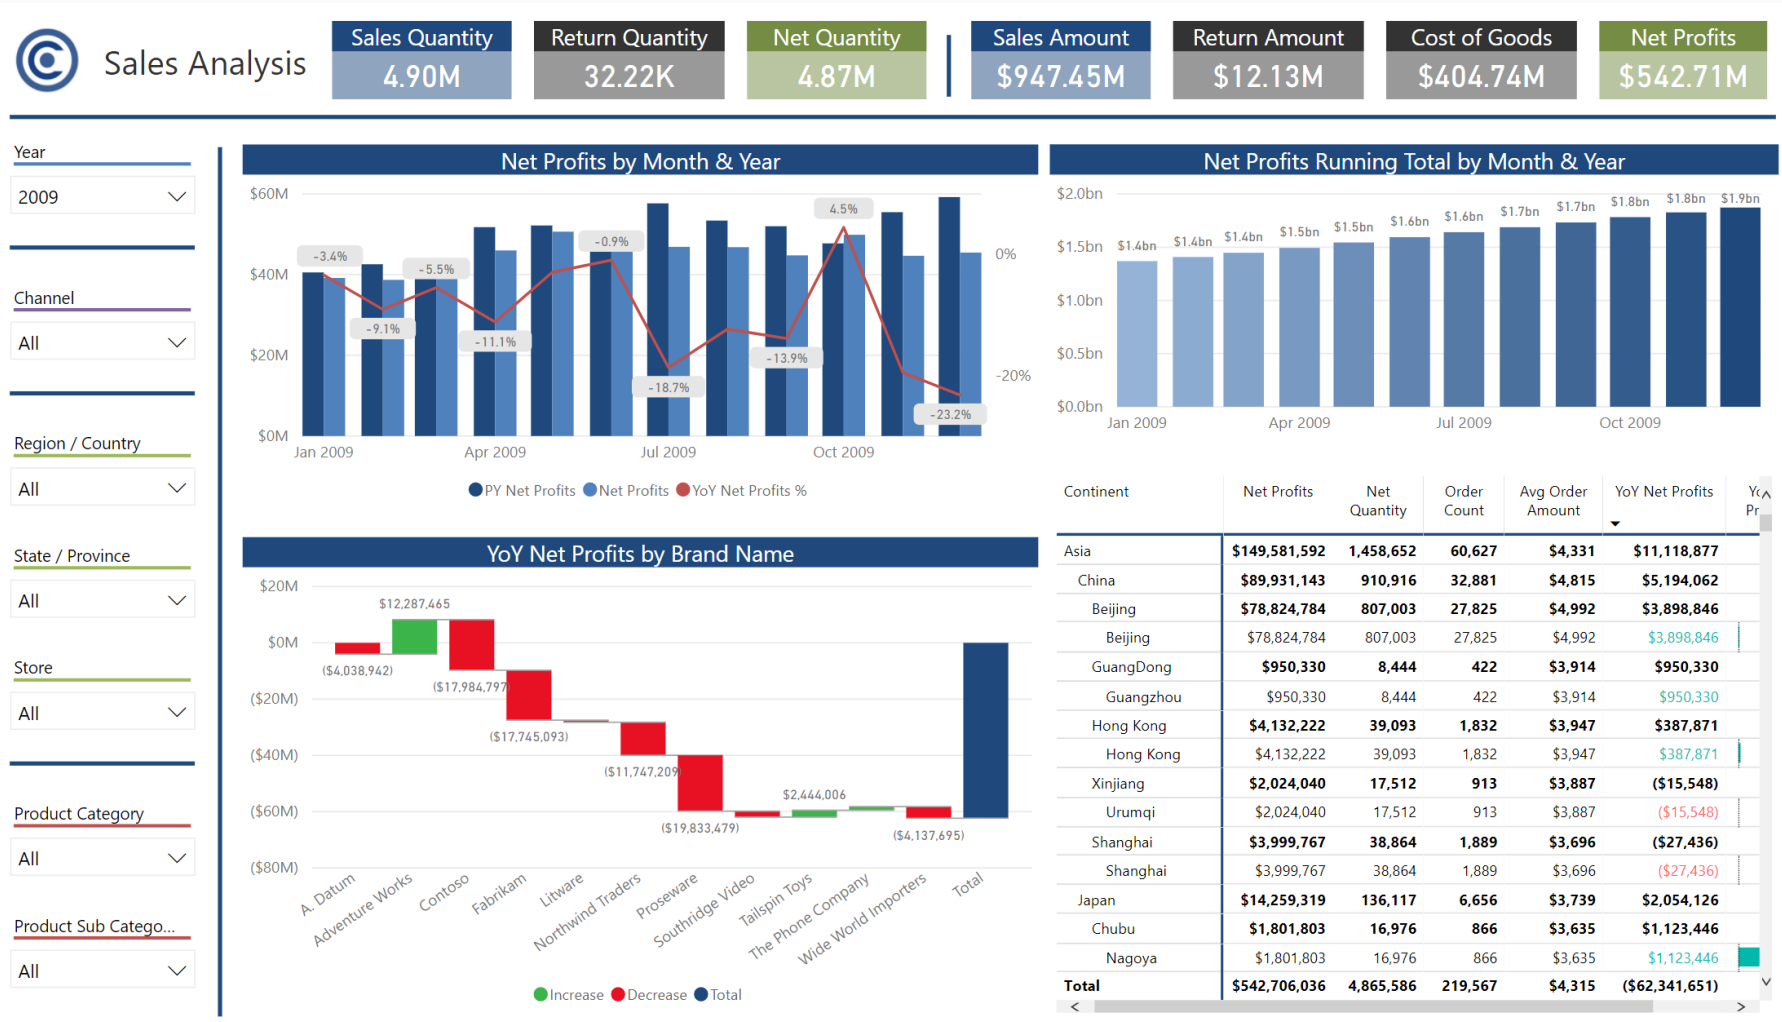 Sales Analysis
Sales Quantity
4.90M
Return Quantity
32.22K
Net Quantity
4.87M
Sales Amount
$947.45M
Return Amount
$12.13M
Cost of Goods
$404.74M
Net Profits
$542.71M
Year
2009
Channel
All
Region / Country
All
State / Province
All
Store
All
Product Category
All
Product Sub Catego...
All
Net Profits by Month & Year
$60M
$40M
$20M
$0M
0%
-20%
-3.4%
-9.1%
-5.5%
-11.1%
-0.9%
-18.7%
-13.9%
4.5%
-23.2%
Jan 2009 Apr 2009 Jul 2009 Oct 2009
PY Net Profits Net Profits YoY Net Profits %
Net Profits Running Total by Month & Year
$2.0bn
$1.5bn
$1.0bn
$0.5bn
$0.0bn
$1.4bn $1.4bn $1.4bn $1.5bn $1.5bn $1.6bn $1.6bn $1.7bn $1.7bn $1.8bn $1.8bn $1.9bn
Jan 2009 Apr 2009 Jul 2009 Oct 2009
YoY Net Profits by Brand Name
$20M
$0M
($20M)
($40M)
($60M)
($80M)
($4,038,942)
$12,287,465
($17,984,797)
($17,745,093)
($11,747,209)
($19,833,479)
$2,444,006
($4,137,695)
A. Datum
Adventure Works
Contoso
Fabrikam
Litware
Northwind Traders
Proseware
Southridge Video
Tailspin Toys
The Phone Company
Wide World Importers
Total
Increase Decrease Total
Continent Net Profits Net Quantity Order Count Avg Order Amount YoY Net Profits
Asia $149,581,592 1,458,652 60,627 $4,331 $11,118,877
China $89,931,143 910,916 32,881 $4,815 $5,194,062
Beijing $78,824,784 807,003 27,825 $4,992 $3,898,846
Beijing $78,824,784 807,003 27,825 $4,992 $3,898,846
GuangDong $950,330 8,444 422 $3,914 $950,330
Guangzhou $950,330 8,444 422 $3,914 $950,330
Hong Kong $4,132,222 39,093 1,832 $3,947 $387,871
Hong Kong $4,132,222 39,093 1,832 $3,947 $387,871
Xinjiang $2,024,040 17,512 913 $3,887 ($15,548)
Urumqi $2,024,040 17,512 913 $3,887 ($15,548)
Shanghai $3,999,767 38,864 1,889 $3,696 ($27,436)
Shanghai $3,999,767 38,864 1,889 $3,696 ($27,436)
Japan $14,259,319 136,117 6,656 $3,739 $2,054,126
Chubu $1,801,803 16,976 866 $3,635 $1,123,446
Nagoya $1,801,803 16,976 866 $3,635 $1,123,446
Total $542,706,036 4,865,586 219,567 $4,315 ($62,341,651)